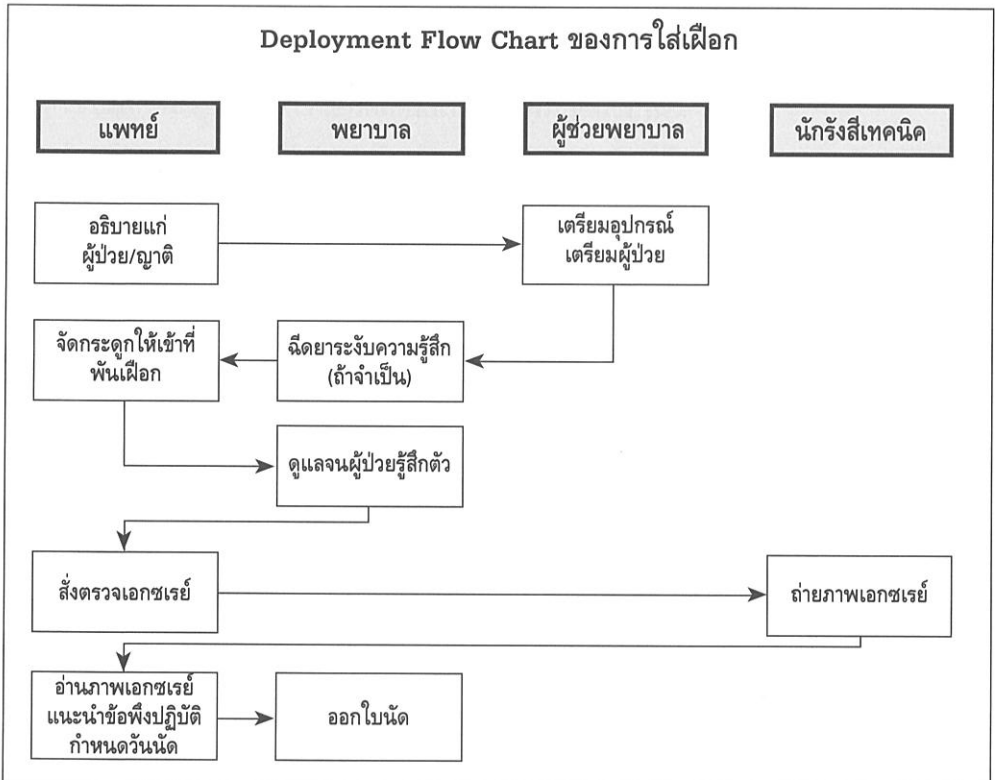 Deployment Flow Chart ของการใส่เฝือก
แพทย์
พยาบาล
ผู้ช่วยพยาบาล
นักรังสีเทคนิค
อธิบายแก่
ผู้ป่วย/ญาติ
เตรียมอุปกรณ์
เตรียมผู้ป่วย
จัดกระดูกให้เข้าที่
พันเฝือก
ฉีดยาระงับความรู้สึก
(ถ้าจำเป็น)
ดูแลจนผู้ป่วยรู้สึกตัว
สั่งตรวจเอกซเรย์
ถ่ายภาพเอกซเรย์
อ่านภาพเอกซเรย์
แนะนำข้อพึงปฏิบัติ
กำหนดวันนัด
ออกใบนัด